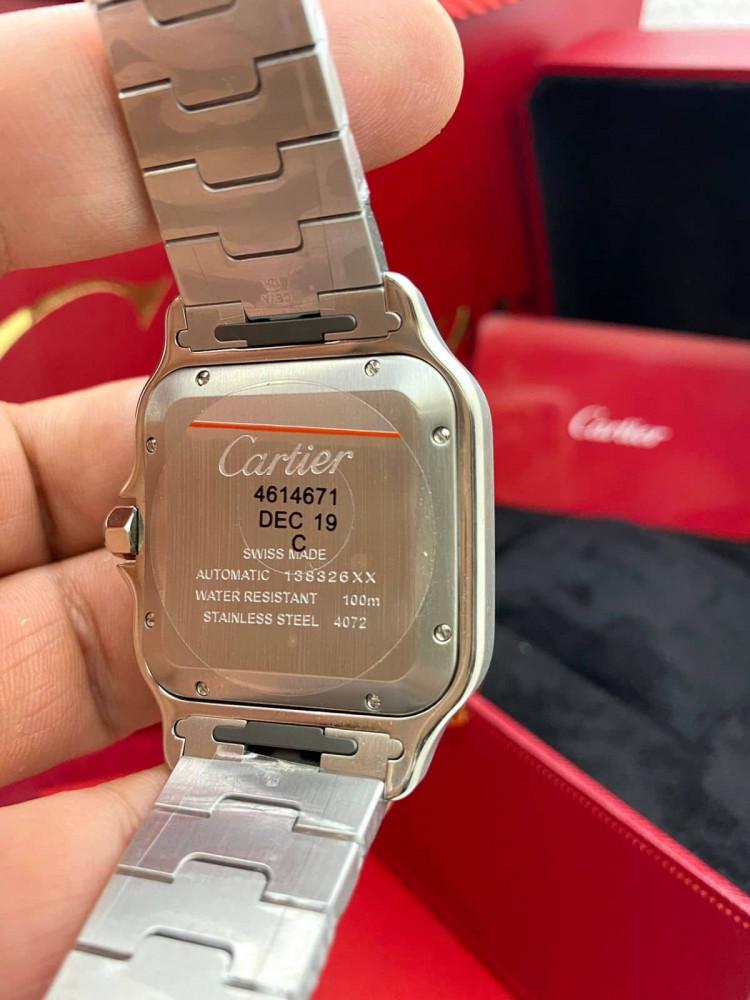 Cartier
4614671
DEC 19
C
SWISS MADE
AUTOMATIC 138326XX
WATER RESISTANT 100m
STAINLESS STEEL 4072
Cartier